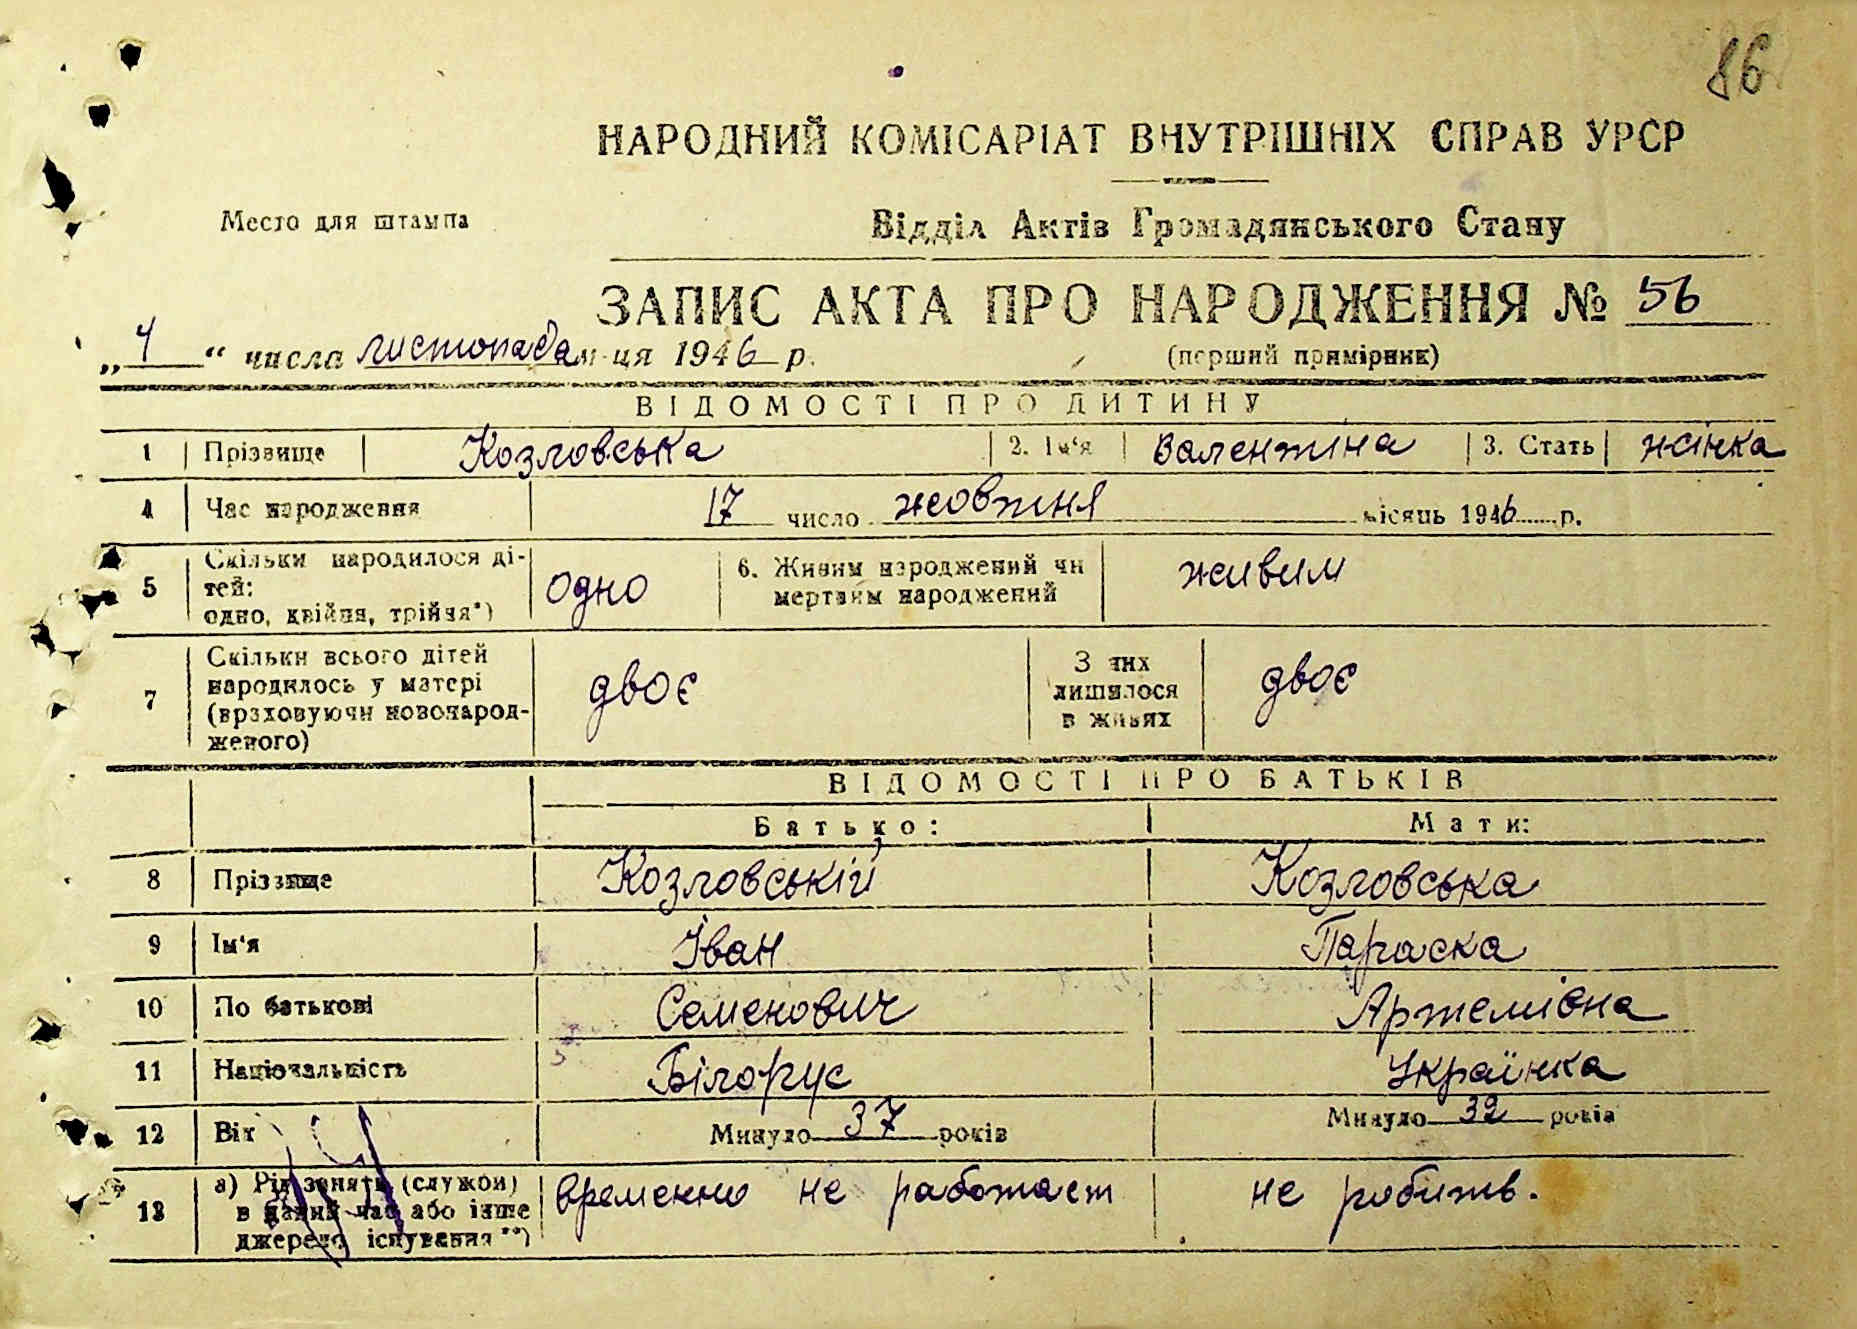 86
НАРОДНИЙ КОМІСАРІАТ ВНУТРІШНІХ СПРАВ УРСР
Место для штампа
Відділ Актів Громадянського Стану
ЗАПИС АКТА ПРО НАРОДЖЕННЯ № 56
„4“ числа листопада м-ця 1946 р.
(перший примірник)
ВІДОМОСТІ ПРО ДИТИНУ
1 Прізвище Козловська 2. Ім‘я Валентіна 3. Стать жінка
4 Час народження 17 число жовтня місяць 1946 р.
5 Скільки народилося ді-
тей:
одно, двійня, трійня*) одно
6. Живим народжений чи
мертвим народжений живим
7 Скільки всього дітей
народилось у матері
(враховуючи новонарод-
женого) двоє
З них
лишилося
в живих двоє
ВІДОМОСТІ ПРО БАТЬКІВ
Батько: Мати:
8 Прізвище Козловській Козловська
9 Ім‘я Іван Параска
10 По батькові Семенович Артемівна
11 Національність Білорус Українка
12 Вік Минуло 37 років Минуло 32 років
13 а) Рід занять (служби)
в даний час або інше
джерело існування**) временно не работает не робить.